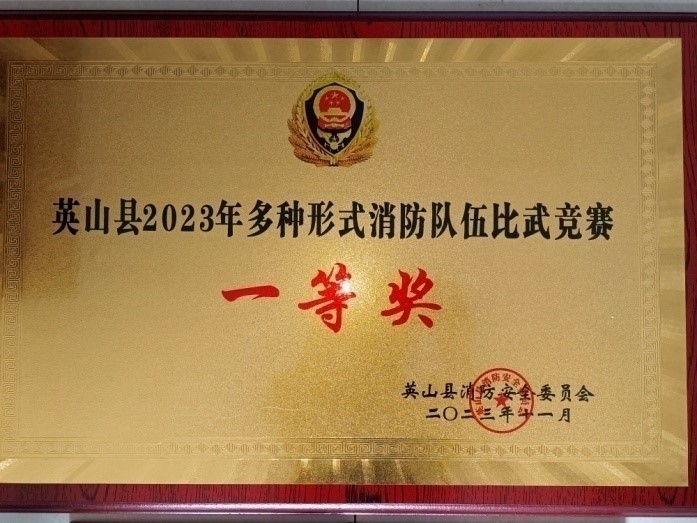 英山县2023年多种形式消防队伍比武竞赛
一等奖
英山县消防安全委员会
二〇二三年十一月